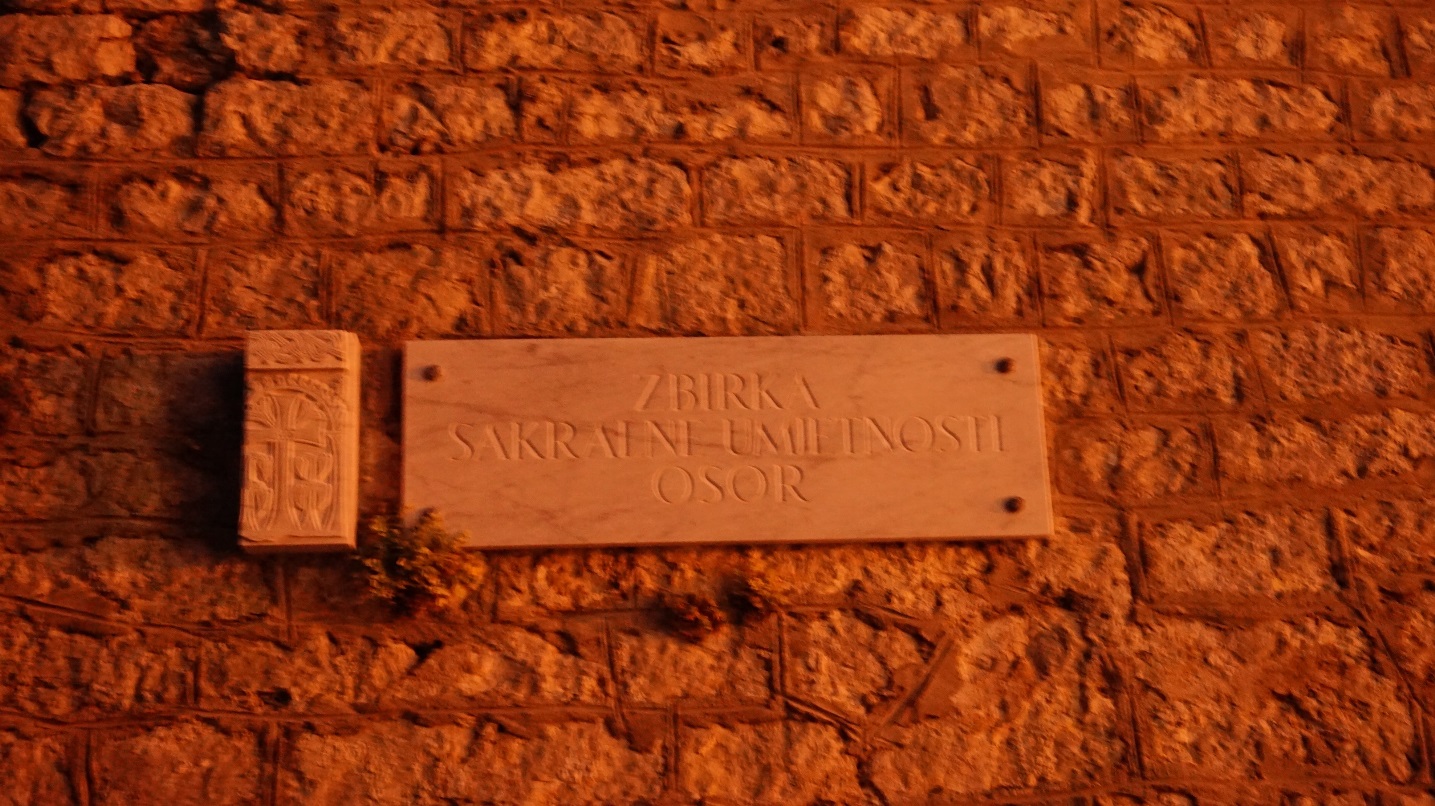 ZBIRKA
SAKRALNE UMJETNOSTI
OSOR